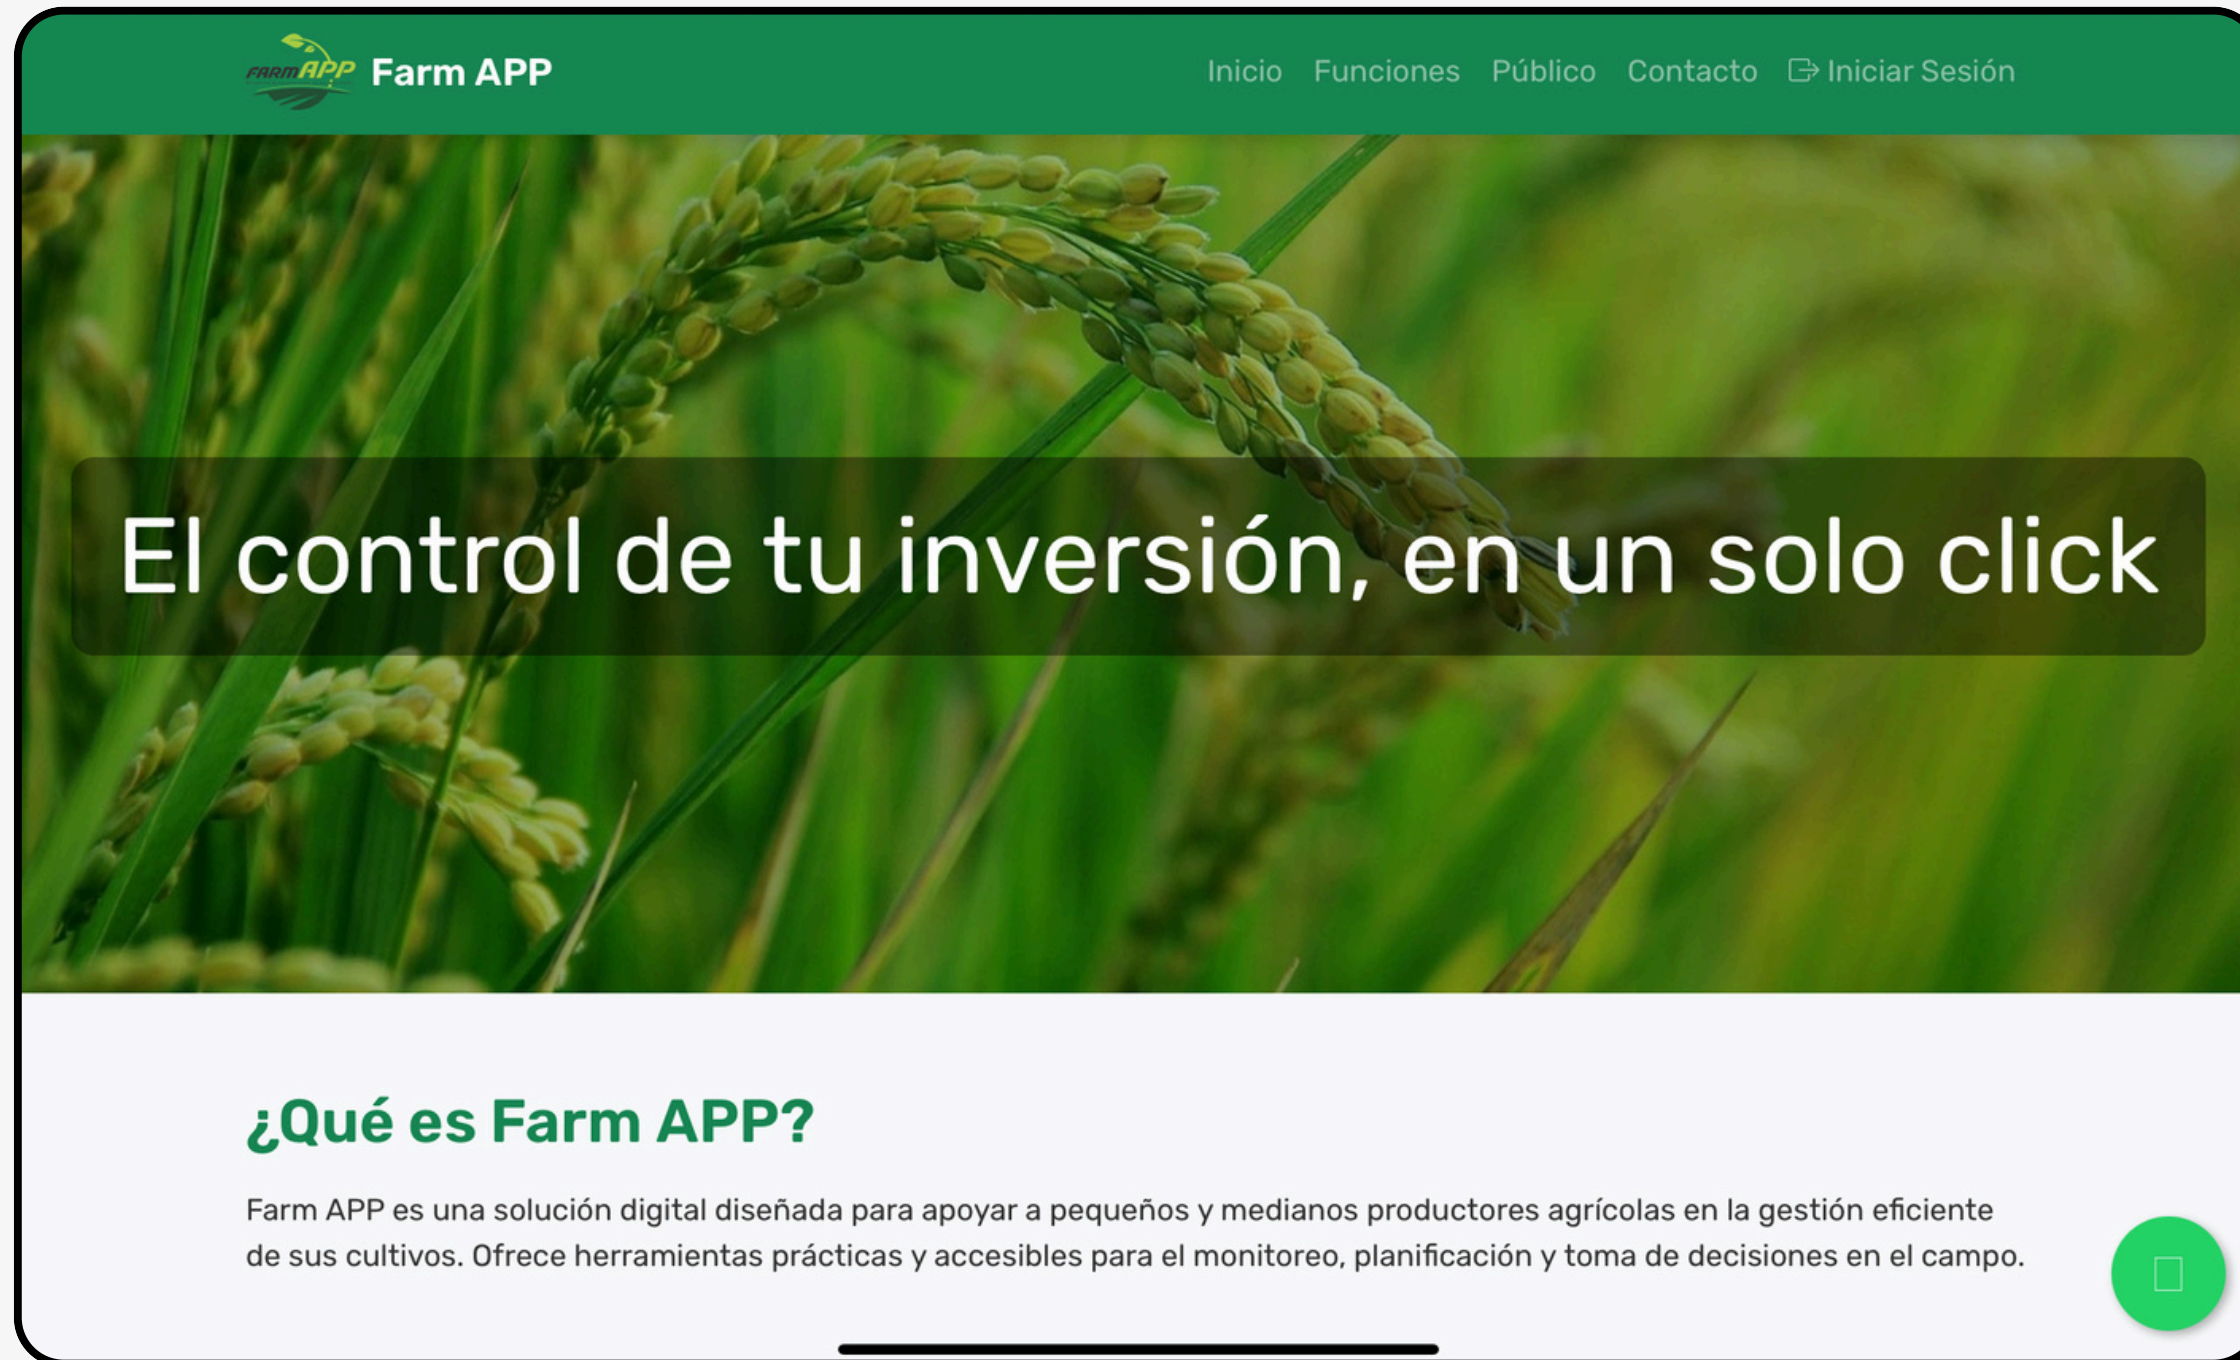 FARMAPP
Farm APP
Inicio Funciones Público Contacto Iniciar Sesión
El control de tu inversión, en un solo click
¿Qué es Farm APP?
Farm APP es una solución digital diseñada para apoyar a pequeños y medianos productores agrícolas en la gestión eficiente
de sus cultivos. Ofrece herramientas prácticas y accesibles para el monitoreo, planificación y toma de decisiones en el campo.